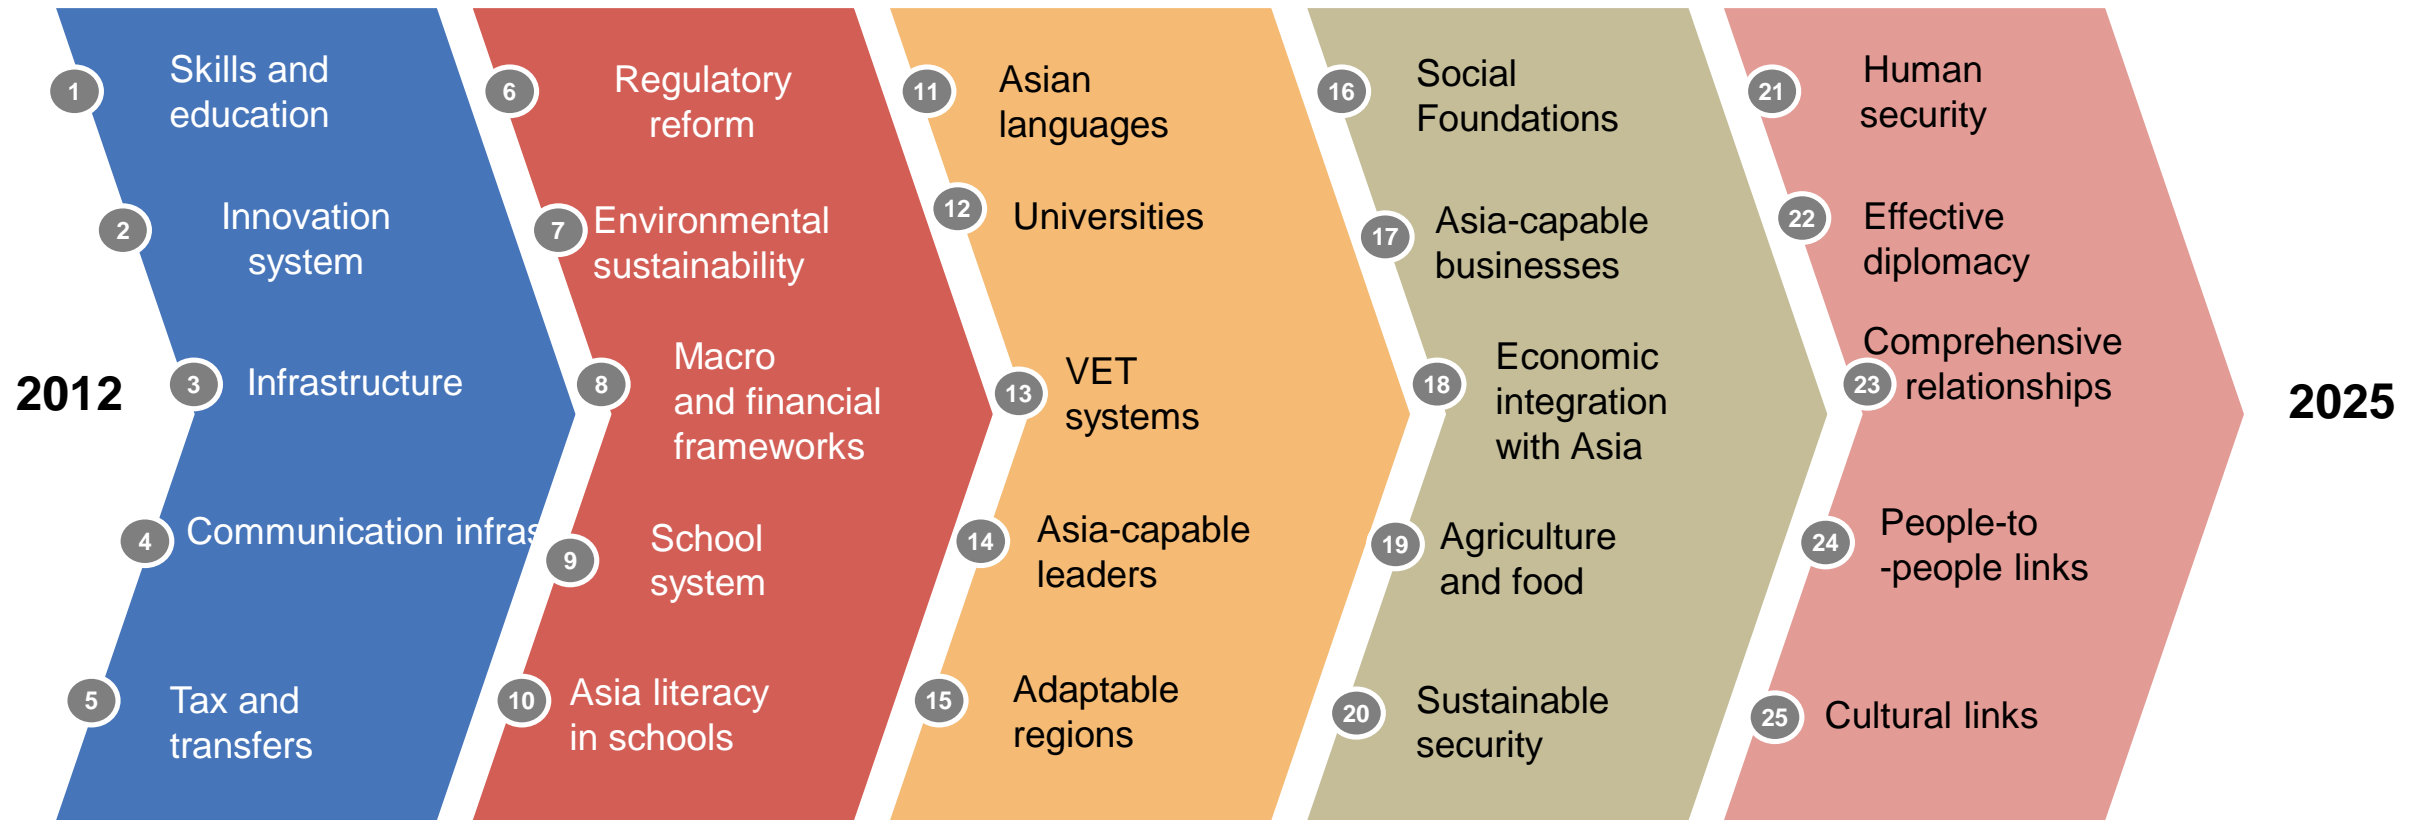 2012
1
Skills and
education
2
Innovation
system
3
Infrastructure
4
Communication infras
5
Tax and
transfers
6
Regulatory
reform
7
Environmental
sustainability
8
Macro
and financial
frameworks
9
School
system
10
Asia literacy
in schools
11
Asian
languages
12
Universities
13
VET
systems
14
Asia-capable
leaders
15
Adaptable
regions
16
Social
Foundations
17
Asia-capable
businesses
18
Economic
integration
with Asia
19
Agriculture
and food
20
Sustainable
security
21
Human
security
22
Effective
diplomacy
23
Comprehensive
relationships
24
People-to
-people links
25
Cultural links
2025